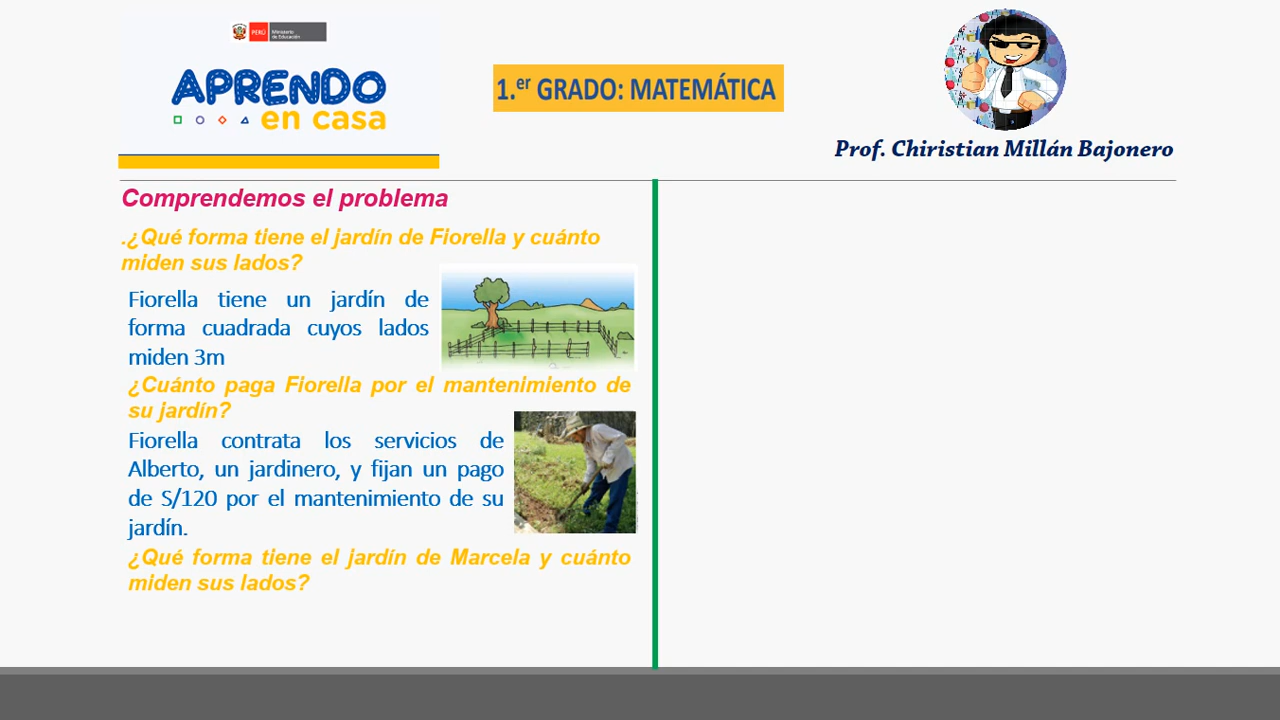 PERÚ
Ministerio
de Educación
APRENDO
en casa
1.er GRADO: MATEMÁTICA
Prof. Chiristian Millán Bajonero
Comprendemos el problema
.¿Qué forma tiene el jardín de Fiorella y cuánto
miden sus lados?
Fiorella tiene un jardín de
forma cuadrada cuyos lados
miden 3m
¿Cuánto paga Fiorella por el mantenimiento de
su jardín?
Fiorella contrata los servicios de
Alberto, un jardinero, y fijan un pago
de S/120 por el mantenimiento de su
jardín.
¿Qué forma tiene el jardín de Marcela y cuánto
miden sus lados?